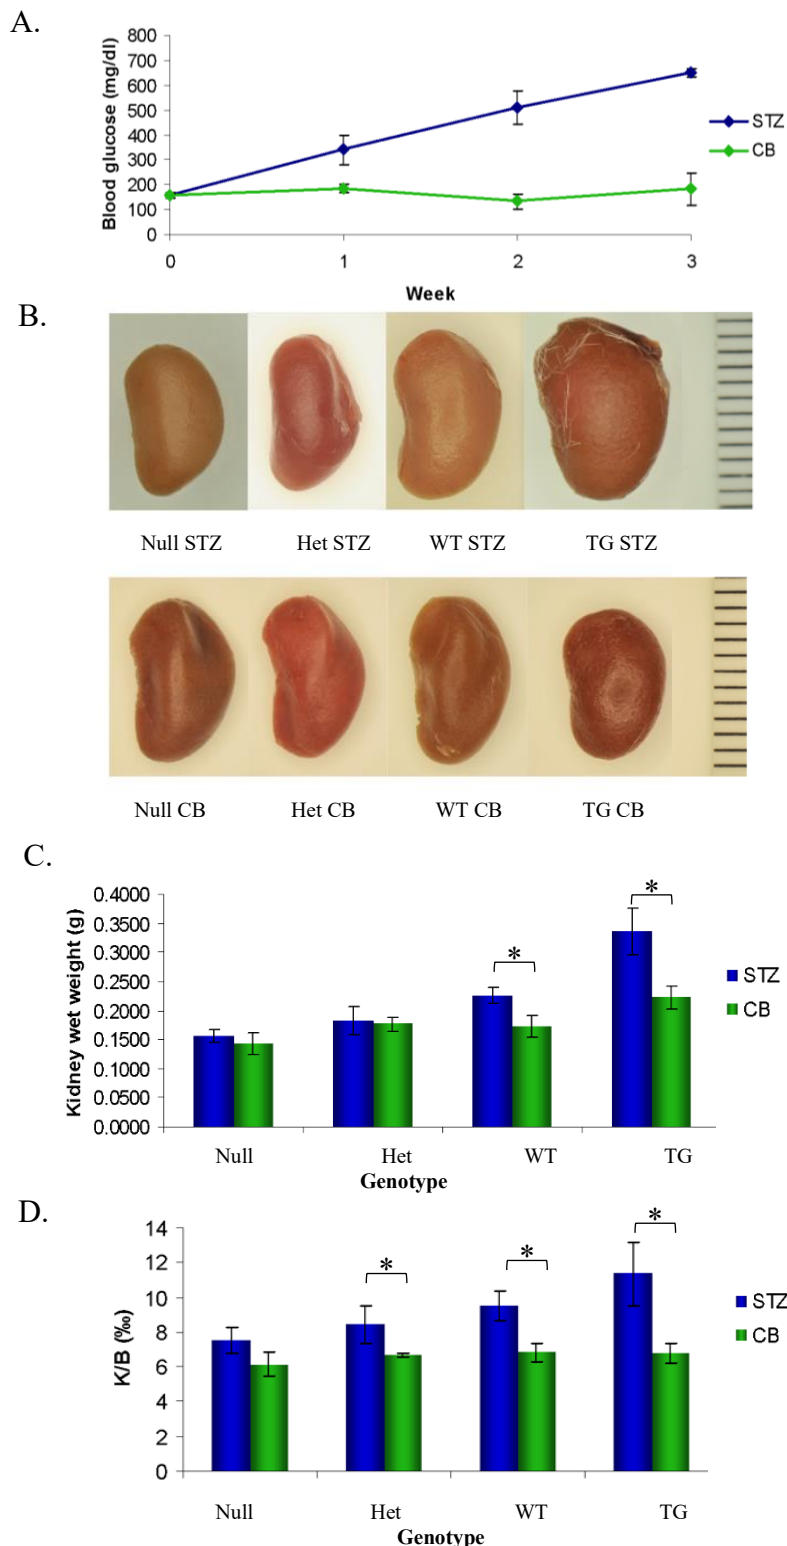 A.
Blood glucose (mg/dl)
800
700
600
500
400
300
200
100
0
0 1 2 3
Week
STZ
CB
B.
Null STZ Het STZ WT STZ TG STZ
Null CB Het CB WT CB TG CB
C.
Kidney wet weight (g)
0.4000
0.3500
0.3000
0.2500
0.2000
0.1500
0.1000
0.0500
0.0000
*
*
STZ
CB
Null Het WT TG
Genotype
D.
K/B (‰)
14
12
10
8
6
4
2
0
*
*
*
STZ
CB
Null Het WT TG
Genotype